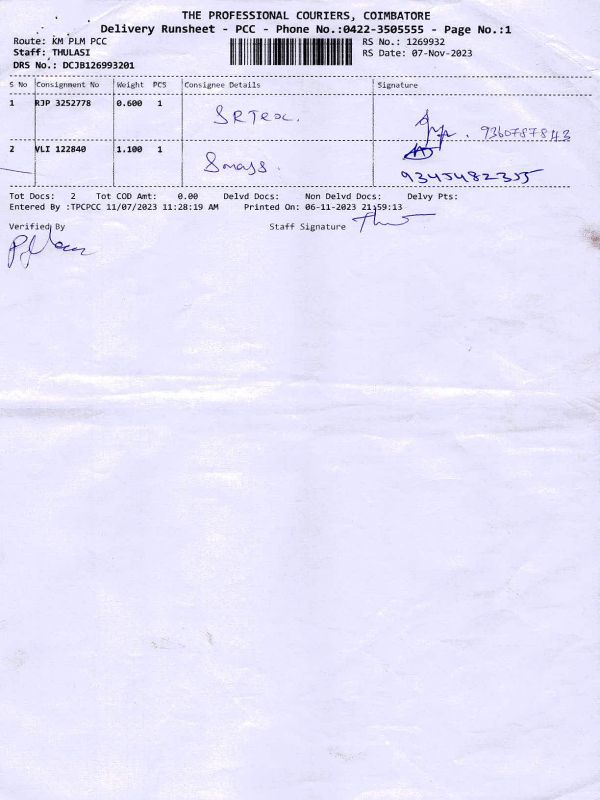 THE PROFESSIONAL COURIERS, COIMBATORE
Delivery Runsheet - PCC - Phone No.:0422-3505555 - Page No.:1
Route: KM PLM PCC RS No.: 1269932
Staff: THULASI RS Date: 07-Nov-2023
DRS No.: DCJB126993201
S No Consignment No Weight PCS Consignee Details Signature
1 RJP 3252778 0.600 1
9360787843
2 VLI 122840 1.100 1 Smays.
9345482355
Tot Docs: 2 Tot COD Amt: 0.00 Delvd Docs: Non Delvd Docs: Delvy Pts:
Entered By :TPCPCC 11/07/2023 11:28:19 AM Printed On: 06-11-2023 21:59:13
Verified By Staff Signature